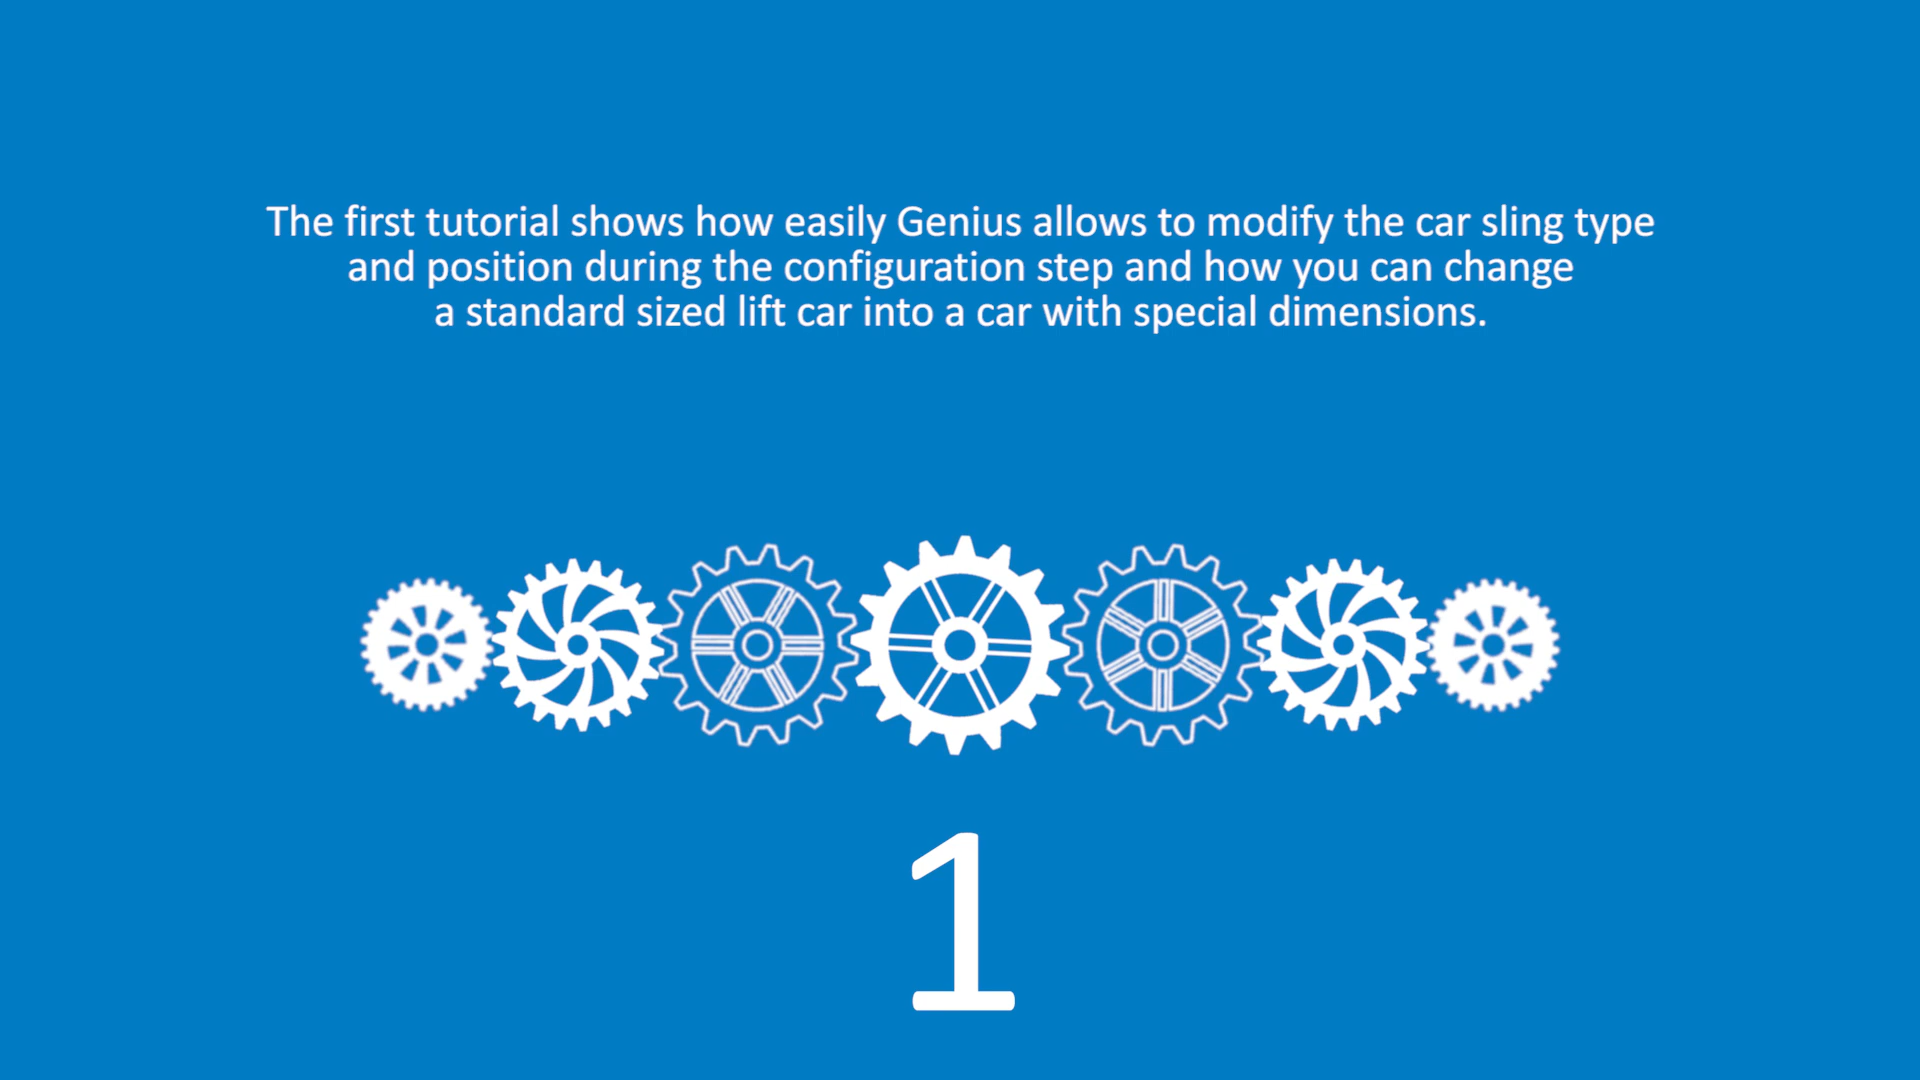 The first tutorial shows how easily Genius allows to modify the car sling type
and position during the configuration step and how you can change
a standard sized lift car into a car with special dimensions.
1